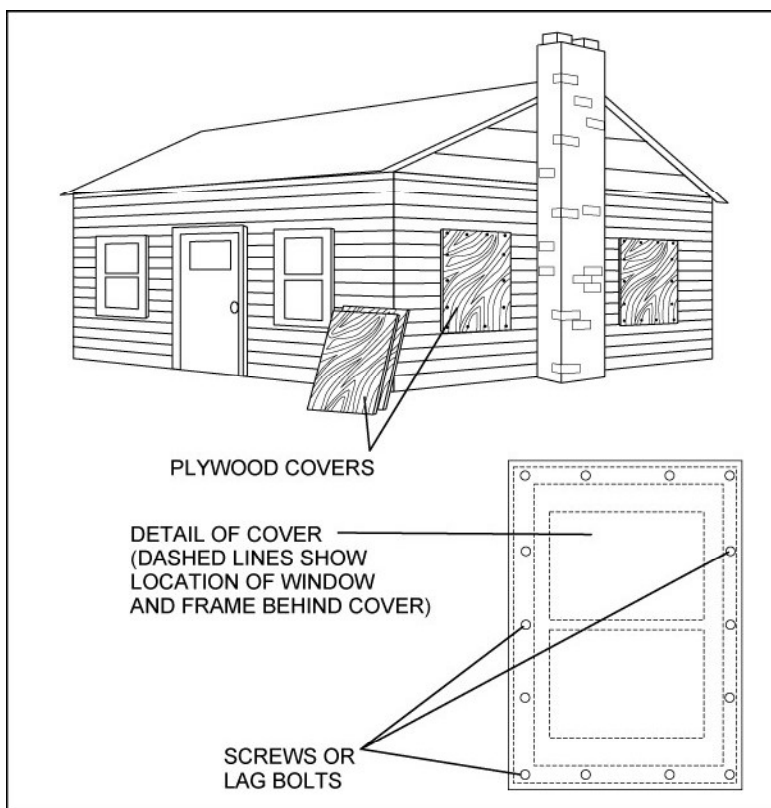 PLYWOOD COVERS
DETAIL OF COVER
(DASHED LINES SHOW
LOCATION OF WINDOW
AND FRAME BEHIND COVER)
SCREWS OR
LAG BOLTS